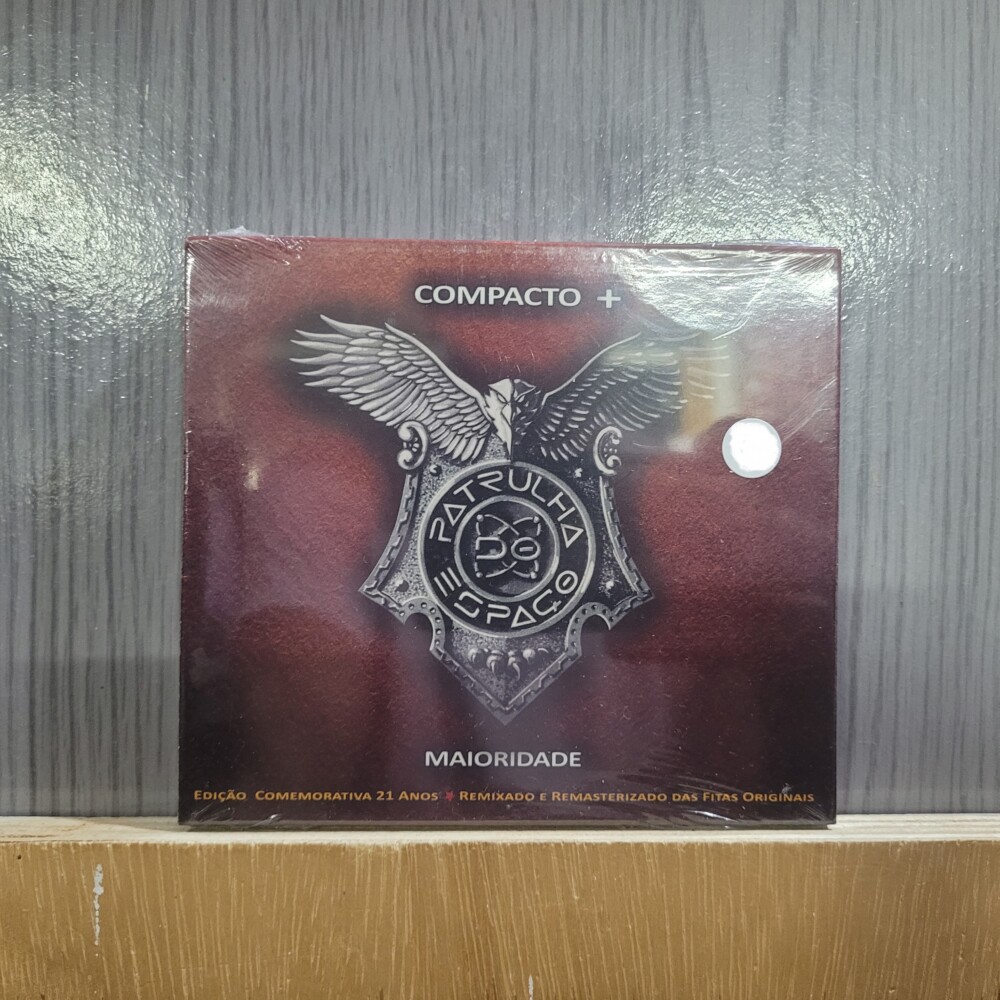 COMPACTO +
PATRULHA
DO
ESPAÇO
MAIORIDADE
EDIÇÃO COMEMORATIVA 21 ANOS ★ REMIXADO E REMASTERIZADO DAS FITAS ORIGINAIS